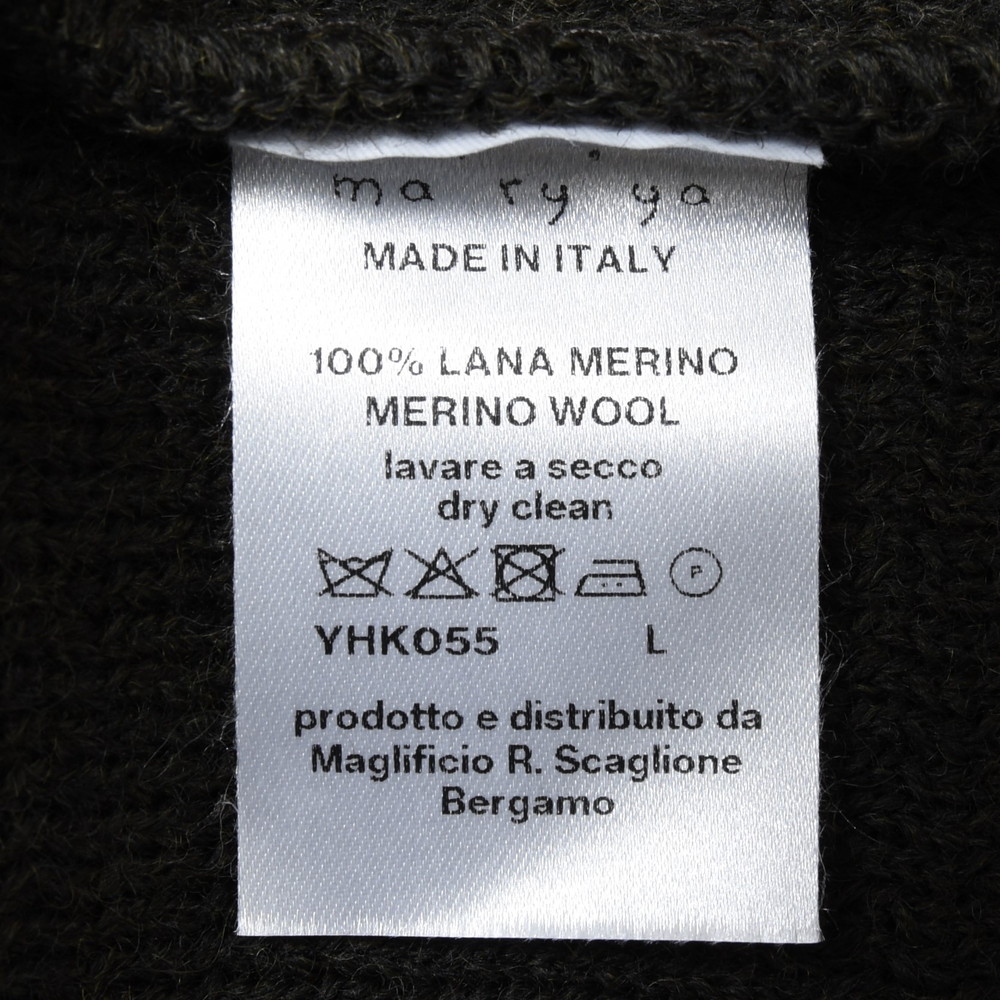 ma ry ya
MADE IN ITALY
100% LANA MERINO
MERINO WOOL
lavare a secco
dry clean
P
YHK055 L
prodotto e distribuito da
Maglificio R. Scaglione
Bergamo